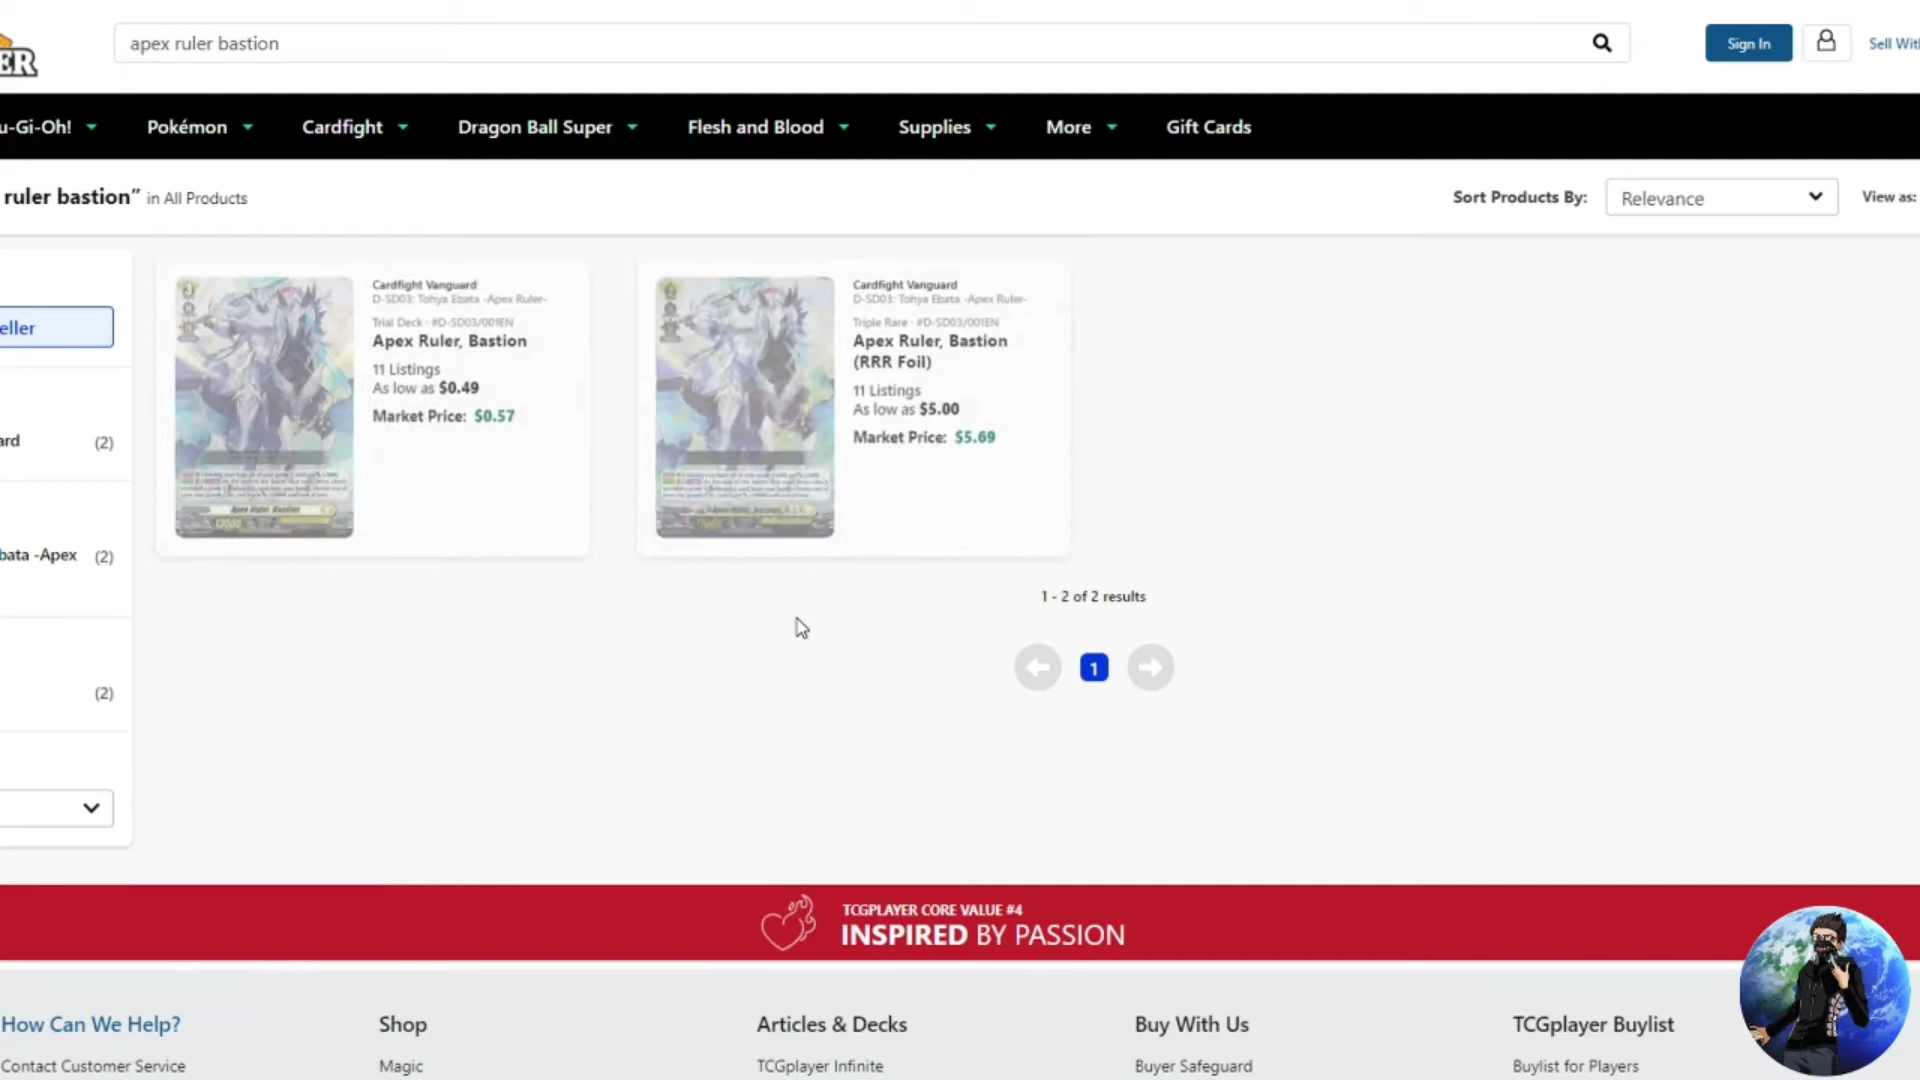 ER
apex ruler bastion
Sign In
Sell Wit
u-Gi-Oh!
Pokémon
Cardfight
Dragon Ball Super
Flesh and Blood
Supplies
More
Gift Cards
ruler bastion” in All Products
Sort Products By:
Relevance
View as:
eller
ard (2)
bata -Apex (2)
(2)
Cardfight Vanguard
D-SD03: Tohya Ebata -Apex Ruler-
Trial Deck · #D-SD03/001EN
Apex Ruler, Bastion
11 Listings
As low as $0.49
Market Price: $0.57
Apex Ruler, Bastion
Cardfight Vanguard
D-SD03: Tohya Ebata -Apex Ruler-
Triple Rare · #D-SD03/001EN
Apex Ruler, Bastion
(RRR Foil)
11 Listings
As low as $5.00
Market Price: $5.69
1 - 2 of 2 results
1
TCGPLAYER CORE VALUE #4
INSPIRED BY PASSION
How Can We Help?
Contact Customer Service
Shop
Magic
Articles & Decks
TCGplayer Infinite
Buy With Us
Buyer Safeguard
TCGplayer Buylist
Buylist for Players